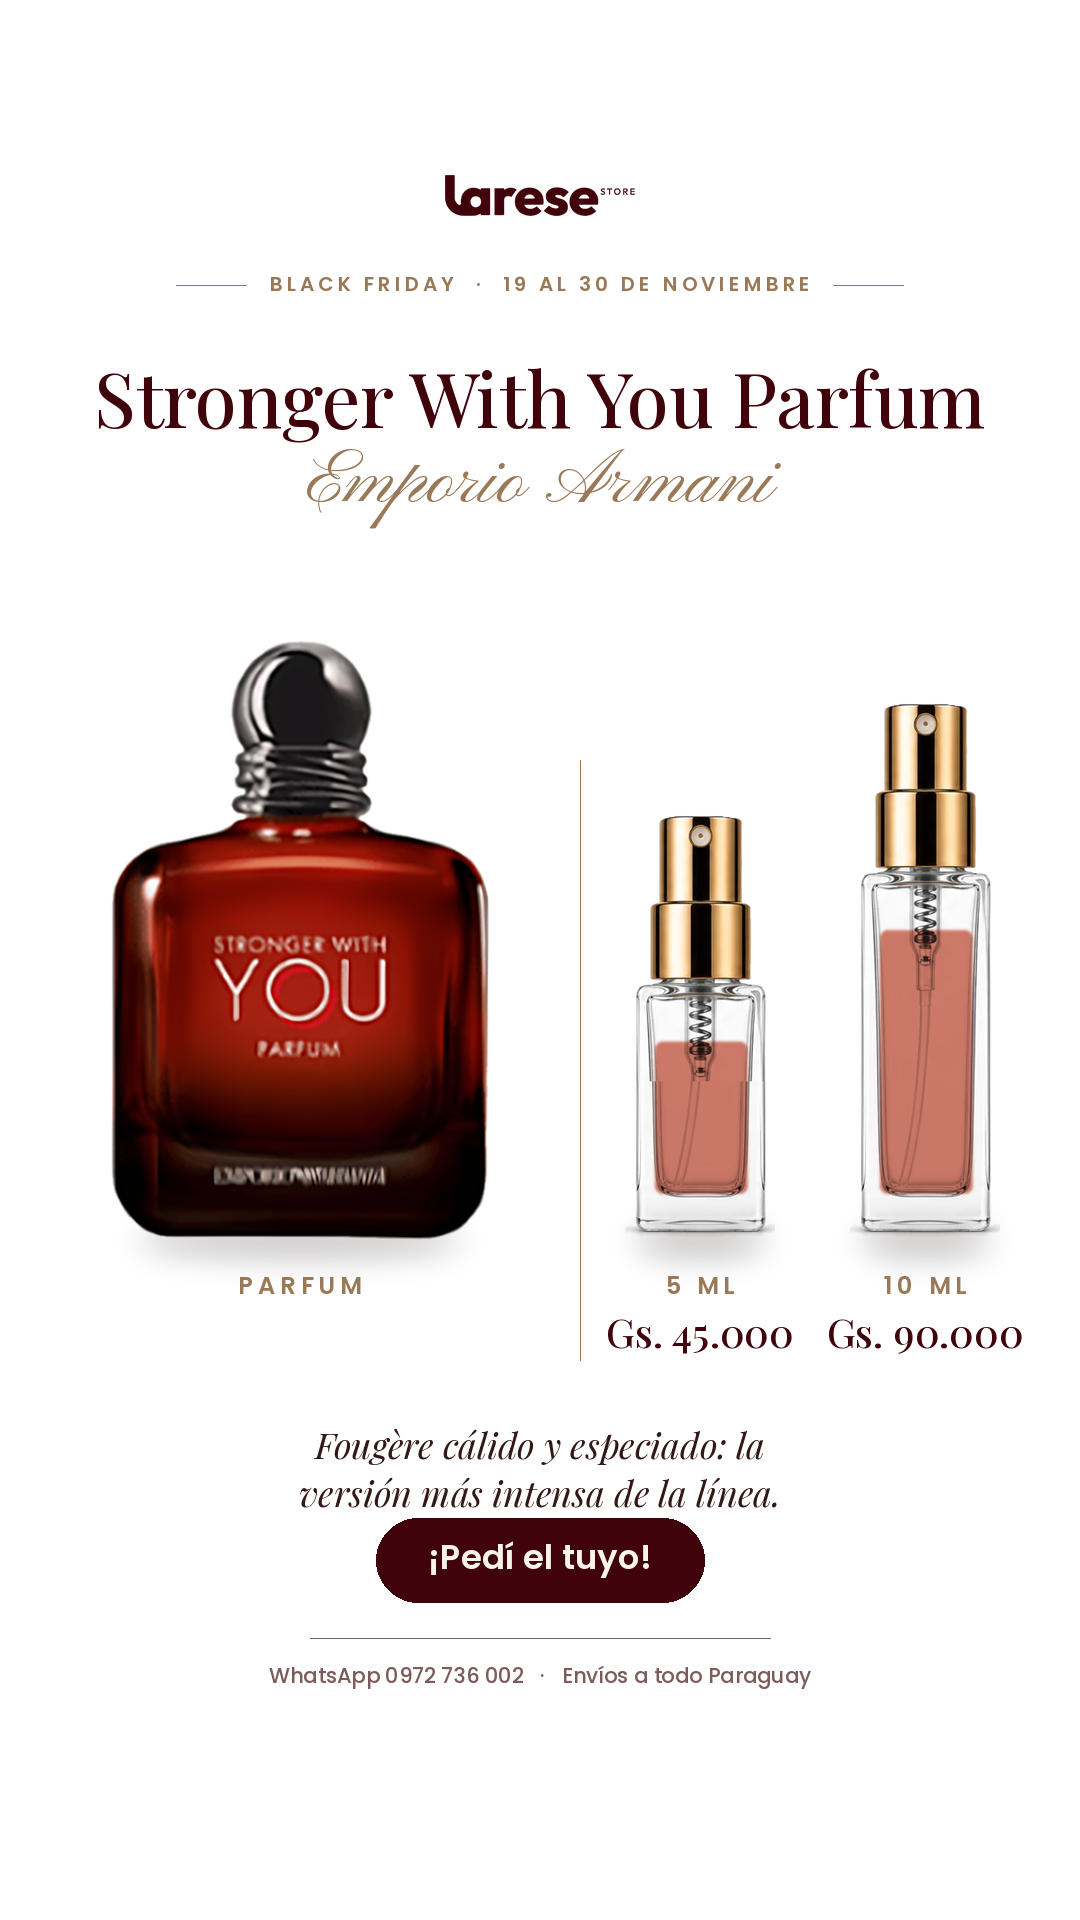 Larese STORE
BLACK FRIDAY · 19 AL 30 DE NOVIEMBRE
Stronger With You Parfum
Emporio Armani
STRONGER WITH
YOU
PARFUM
PARFUM
5 ML
Gs. 45.000
10 ML
Gs. 90.000
Fougère cálido y especiado: la
versión más intensa de la línea.
¡Pedí el tuyo!
WhatsApp 0972 736 002 · Envíos a todo Paraguay